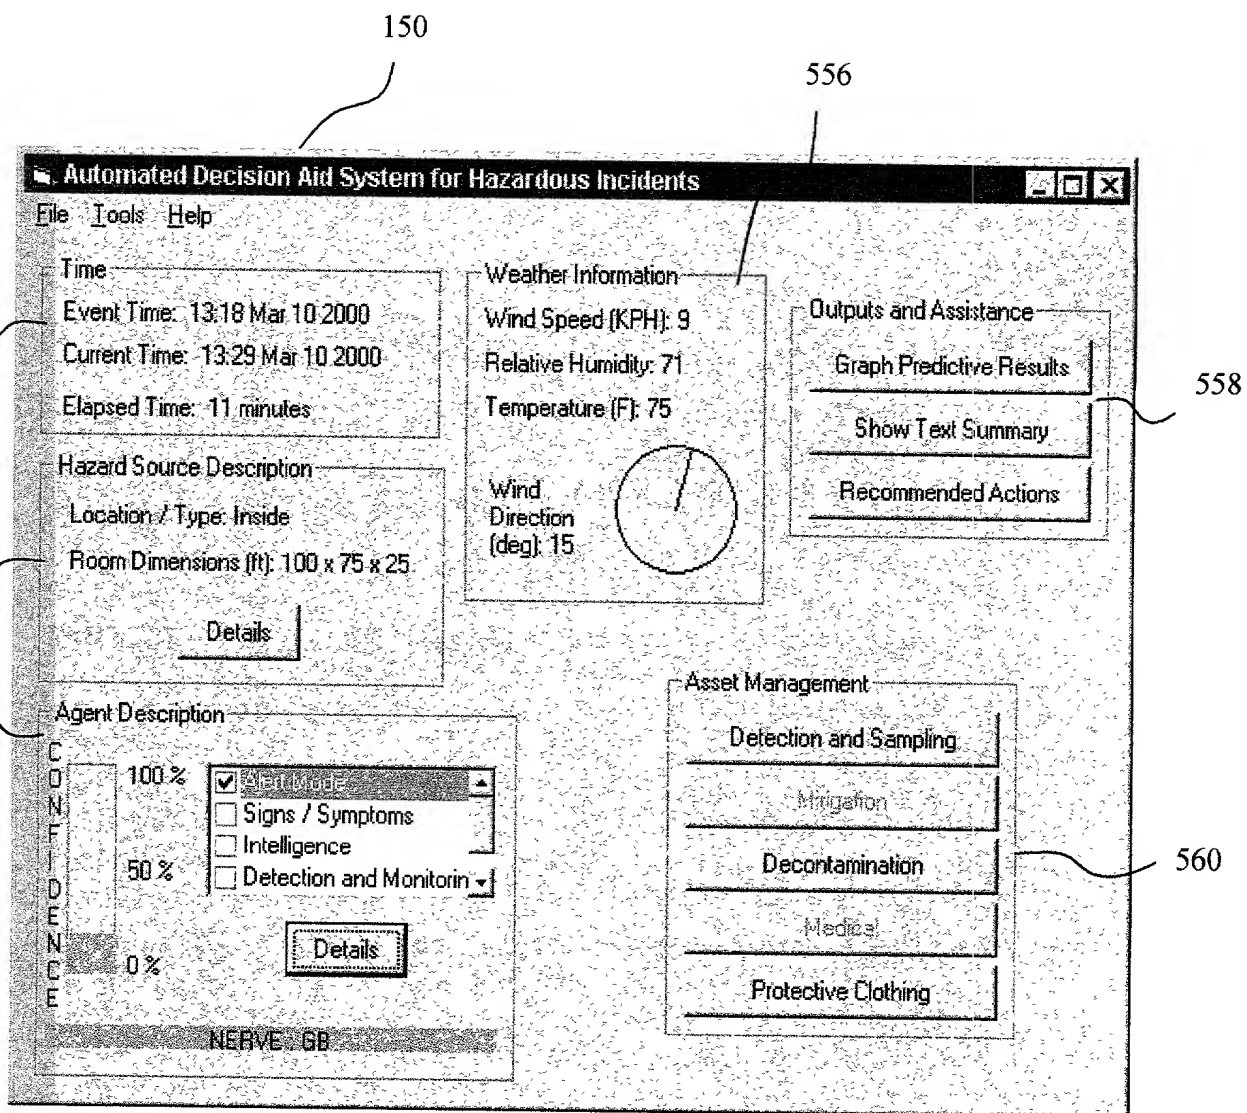 150
556
Automated Decision Aid System for Hazardous Incidents
File Tools Help
Time
Event Time: 13:18 Mar 10 2000
Current Time: 13:29 Mar 10 2000
Elapsed Time: 11 minutes
Weather Information
Wind Speed (KPH): 9
Relative Humidity: 71
Temperature (F): 75
Wind
Direction
(deg): 15
Outputs and Assistance
Graph Predictive Results
Show Text Summary
Recommended Actions
558
Hazard Source Description
Location / Type: Inside
Room Dimensions (ft): 100 x 75 x 25
Details
Agent Description
CONFIDENCE
100 %
50 %
0 %
Alert Mode
Signs / Symptoms
Intelligence
Detection and Monitorin
Details
NERVE : GB
Asset Management
Detection and Sampling
Mitigation
Decontamination
Medical
Protective Clothing
560